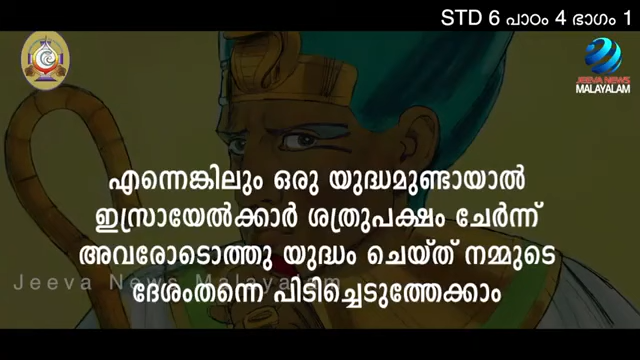 STD 6 പാഠം 4 ഭാഗം 1
JEEVA NEWS
MALAYALAM
എന്നെങ്കിലും ഒരു യുദ്ധമുണ്ടായാൽ
ഇസ്രായേൽക്കാർ ശത്രുപക്ഷം ചേർന്ന്
അവരോടൊത്തു യുദ്ധം ചെയ്ത് നമ്മുടെ
Jeeva News Malayalam
ദേശംതന്നെ പിടിച്ചെടുത്തേക്കാം